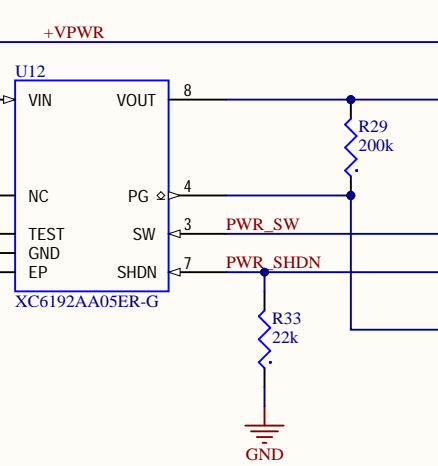 +VPWR
U12
VIN VOUT 8
R29
200k
NC PG 4
TEST SW 3 PWR_SW
GND
EP SHDN 7 PWR_SHDN
XC6192AA05ER-G
R33
22k
GND